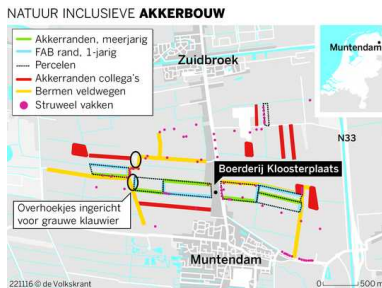 NATUUR INCLUSIEVE AKKERBOUW
Akkerranden, meerjarig
FAB rand, 1-jarig
Percelen
Akkerranden collega's
Bermen veldwegen
Struweel vakken
Zuidbroek
Muntendam
N33
Boerderij Kloosterplaats
Overhoekjes ingericht
voor grauwe klauwier
Muntendam
221116 © de Volkskrant
0 500 m